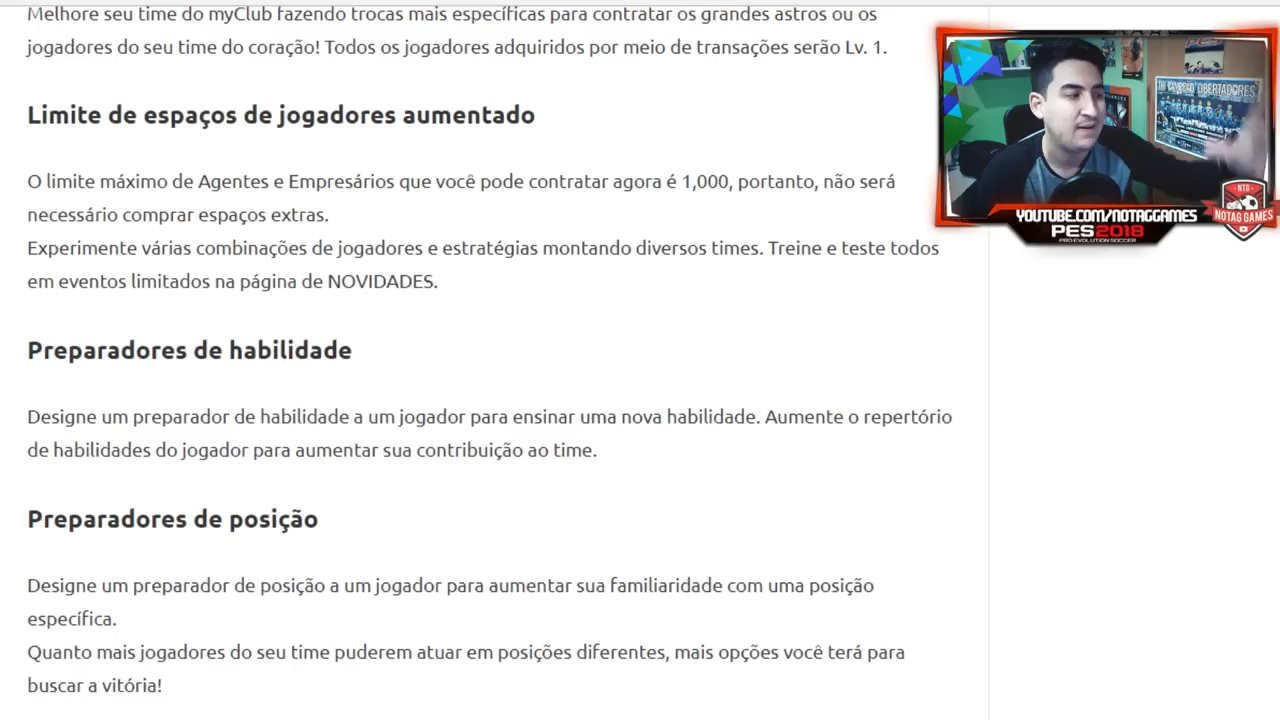 Melhore seu time do myClub fazendo trocas mais específicas para contratar os grandes astros ou os
jogadores do seu time do coração! Todos os jogadores adquiridos por meio de transações serão Lv. 1.
Limite de espaços de jogadores aumentado
O limite máximo de Agentes e Empresários que você pode contratar agora é 1,000, portanto, não será
necessário comprar espaços extras.
Experimente várias combinações de jogadores e estratégias montando diversos times. Treine e teste todos
em eventos limitados na página de NOVIDADES.
Preparadores de habilidade
Designe um preparador de habilidade a um jogador para ensinar uma nova habilidade. Aumente o repertório
de habilidades do jogador para aumentar sua contribuição ao time.
Preparadores de posição
Designe um preparador de posição a um jogador para aumentar sua familiaridade com uma posição
específica.
Quanto mais jogadores do seu time puderem atuar em posições diferentes, mais opções você terá para
buscar a vitória!
CAMPEÃO LIBERTADORES
YOUTUBE.COM/NOTAGGAMES
PES2018
PRO EVOLUTION SOCCER
NTG
NOTAG GAMES